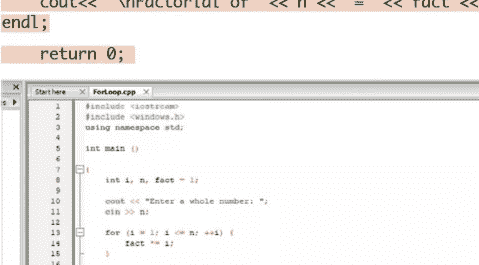 cout<< "\nFactorial of " << n << " = " << fact <<
endl;
return 0;
Start here
ForLoop.cpp
1 #include <iostream>
2 #include <windows.h>
3 using namespace std;
4
5 int main ()
6
7 {
8 int i, n, fact = 1;
9
10 cout << "Enter a whole number: ";
11 cin >> n;
12
13 for (i = 1; i <= n; ++i) {
14 fact *= i;
15 }